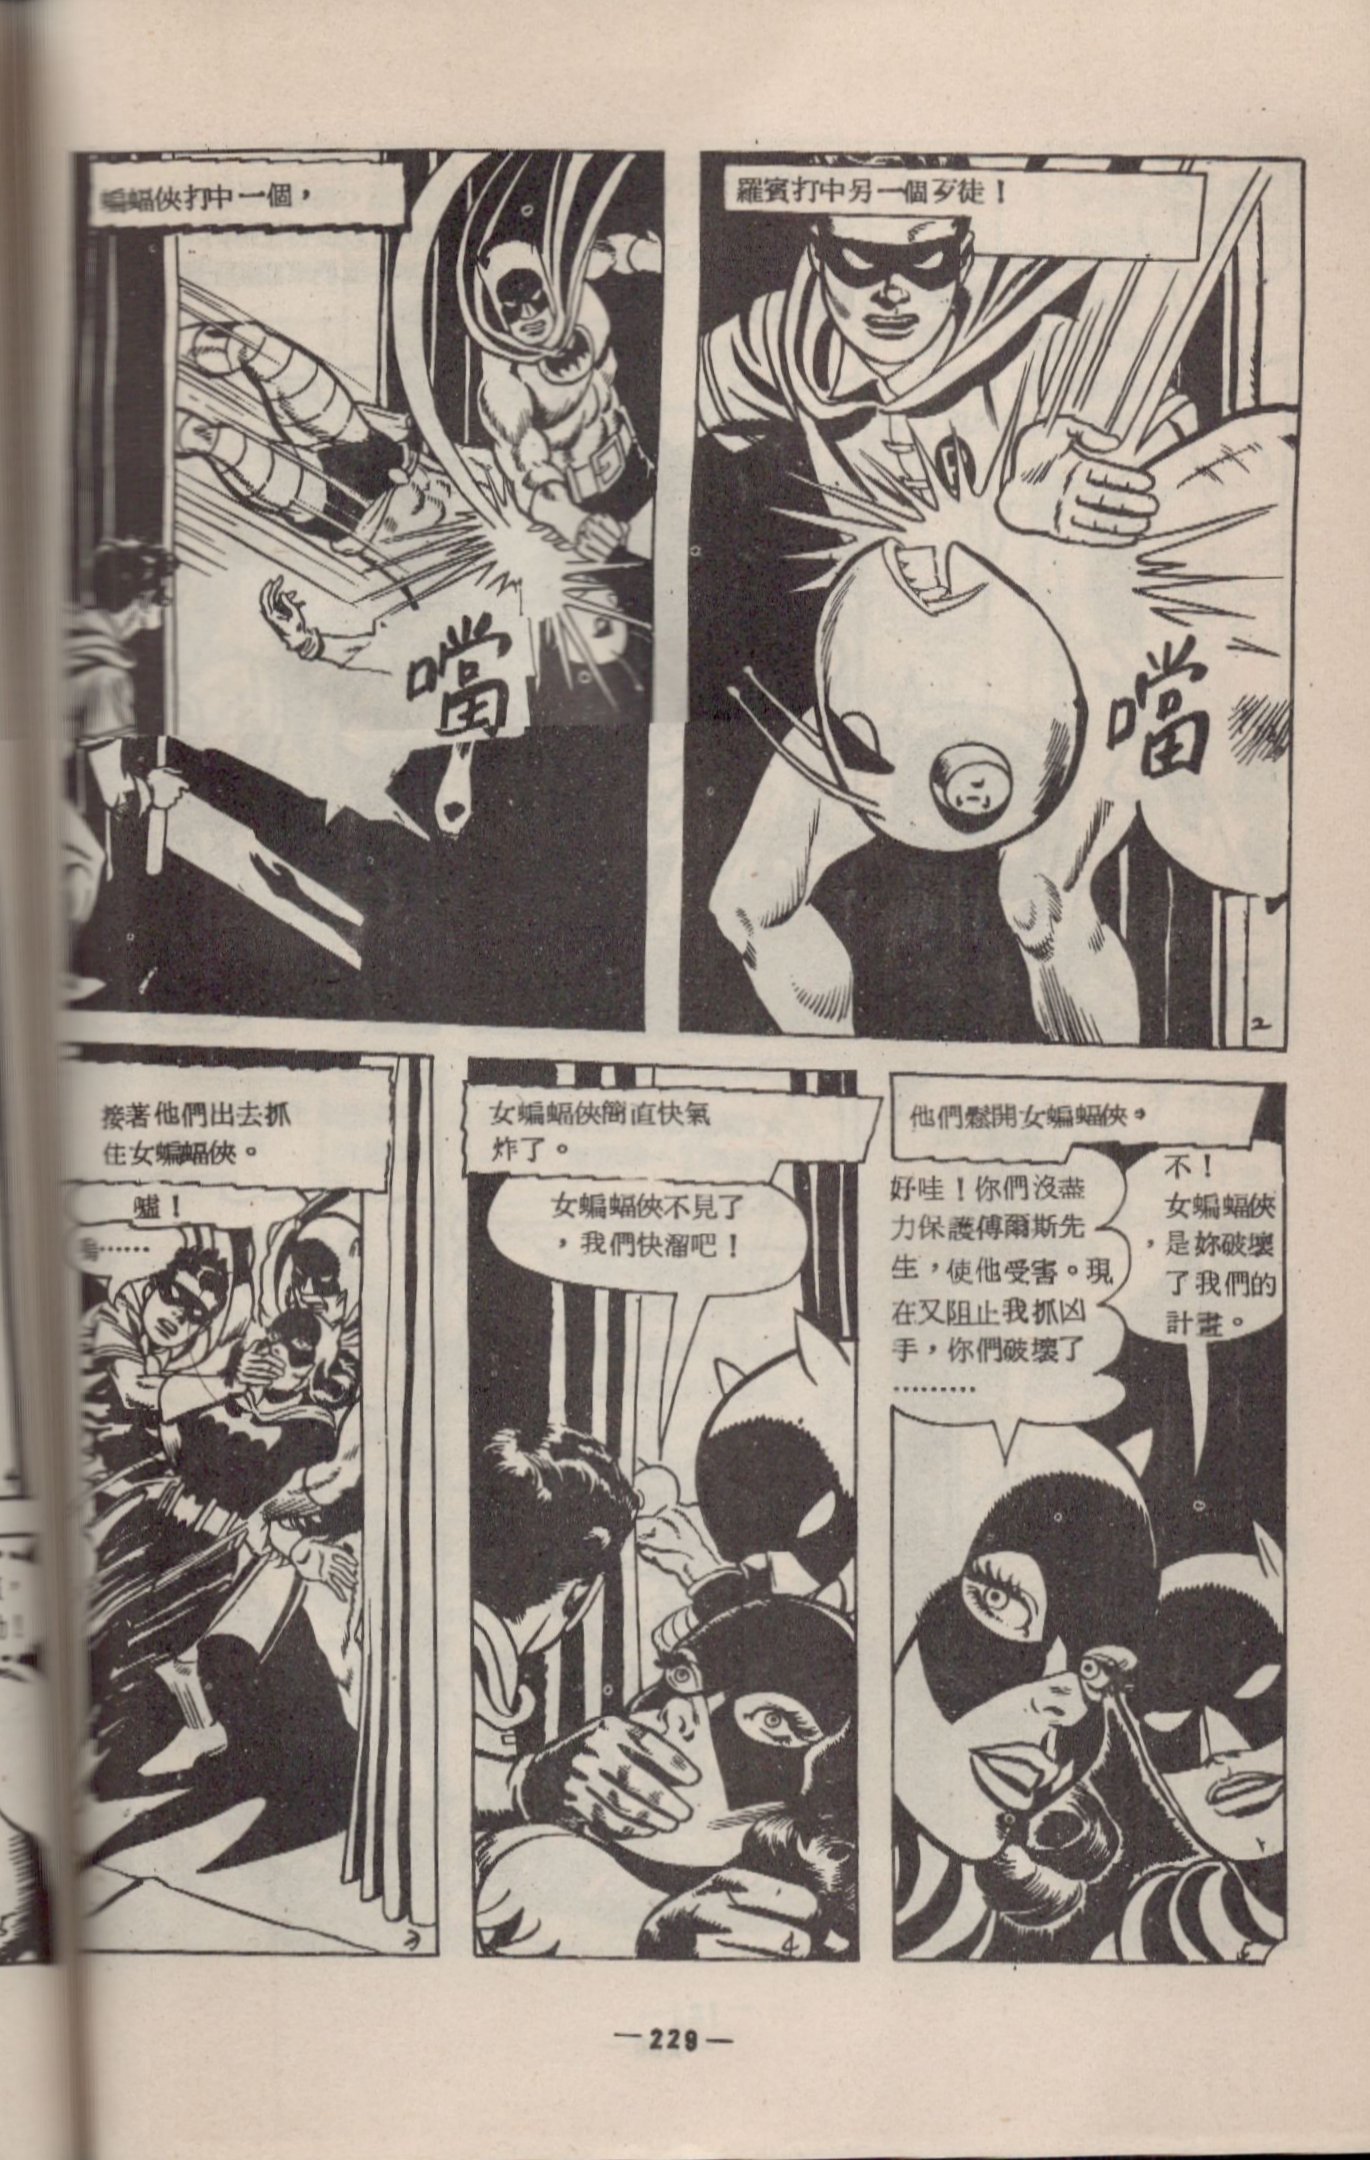 蝙蝠俠打中一個，
噹
羅賓打中另一個歹徒！
噹
2
接著他們出去抓
住女蝙蝠俠。
噓！
嗚⋯⋯
3
女蝙蝠俠簡直快氣
炸了。
女蝙蝠俠不見了
，我們快溜吧！
4
他們鬆開女蝙蝠俠。
好哇！你們沒盡
力保護傅爾斯先
生，使他受害。現
在又阻止我抓凶
手，你們破壞了
⋯⋯⋯
不！
女蝙蝠俠
，是妳破壞
了我們的
計畫。
—229—